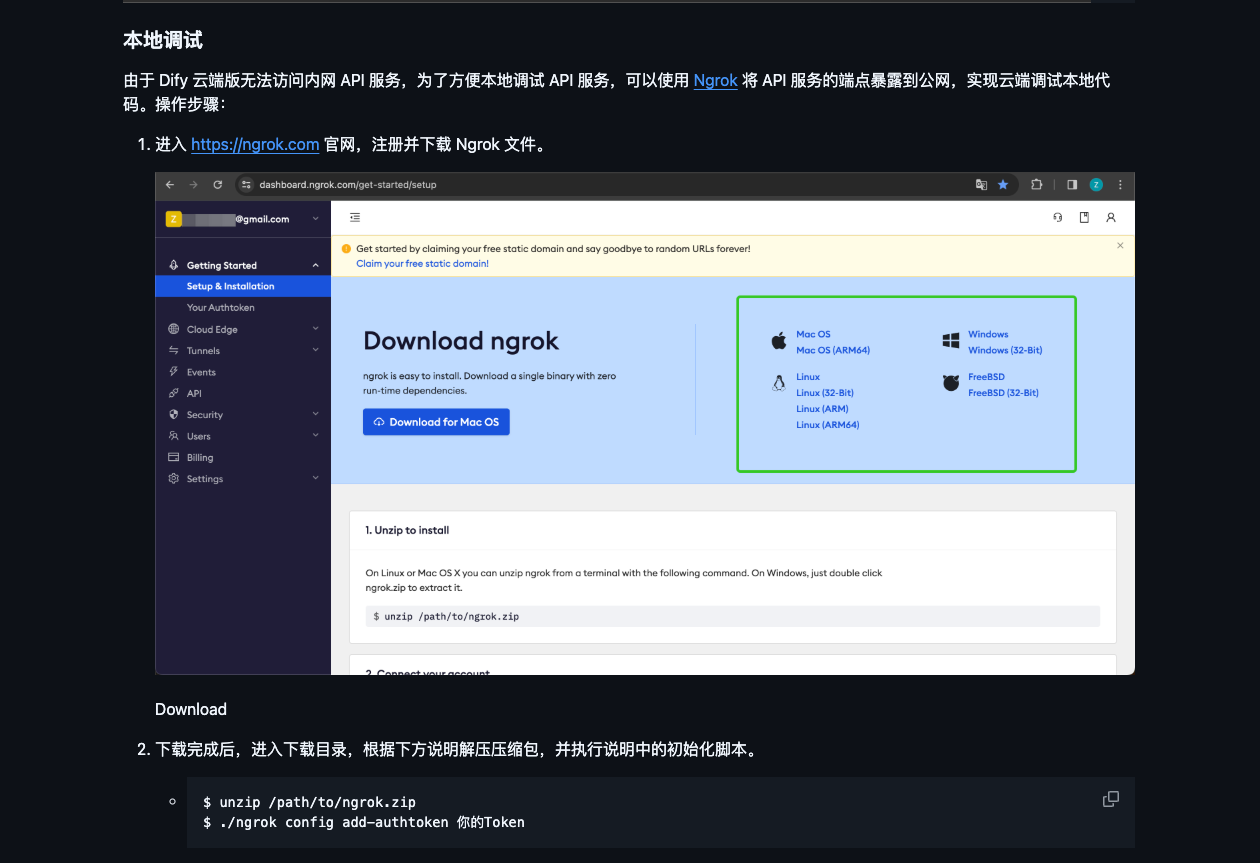 本地调试
由于 Dify 云端版无法访问内网 API 服务，为了方便本地调试 API 服务，可以使用 Ngrok 将 API 服务的端点暴露到公网，实现云端调试本地代
码。操作步骤：
1. 进入 https://ngrok.com 官网，注册并下载 Ngrok 文件。
dashboard.ngrok.com/get-started/setup
Z
Z
@gmail.com
Get started by claiming your free static domain and say goodbye to random URLs forever!
Claim your free static domain!
Getting Started
Setup & Installation
Your Authtoken
Cloud Edge
Tunnels
Events
API
Security
Users
Billing
Settings
Download ngrok
ngrok is easy to install. Download a single binary with zero
run-time dependencies.
Download for Mac OS
Mac OS
Mac OS (ARM64)
Linux
Linux (32-Bit)
Linux (ARM)
Linux (ARM64)
Windows
Windows (32-Bit)
FreeBSD
FreeBSD (32-Bit)
1. Unzip to install
On Linux or Mac OS X you can unzip ngrok from a terminal with the following command. On Windows, just double click
ngrok.zip to extract it.
$ unzip /path/to/ngrok.zip
2. Connect your account
Download
2. 下载完成后，进入下载目录，根据下方说明解压压缩包，并执行说明中的初始化脚本。
$ unzip /path/to/ngrok.zip
$ ./ngrok config add-authtoken 你的Token